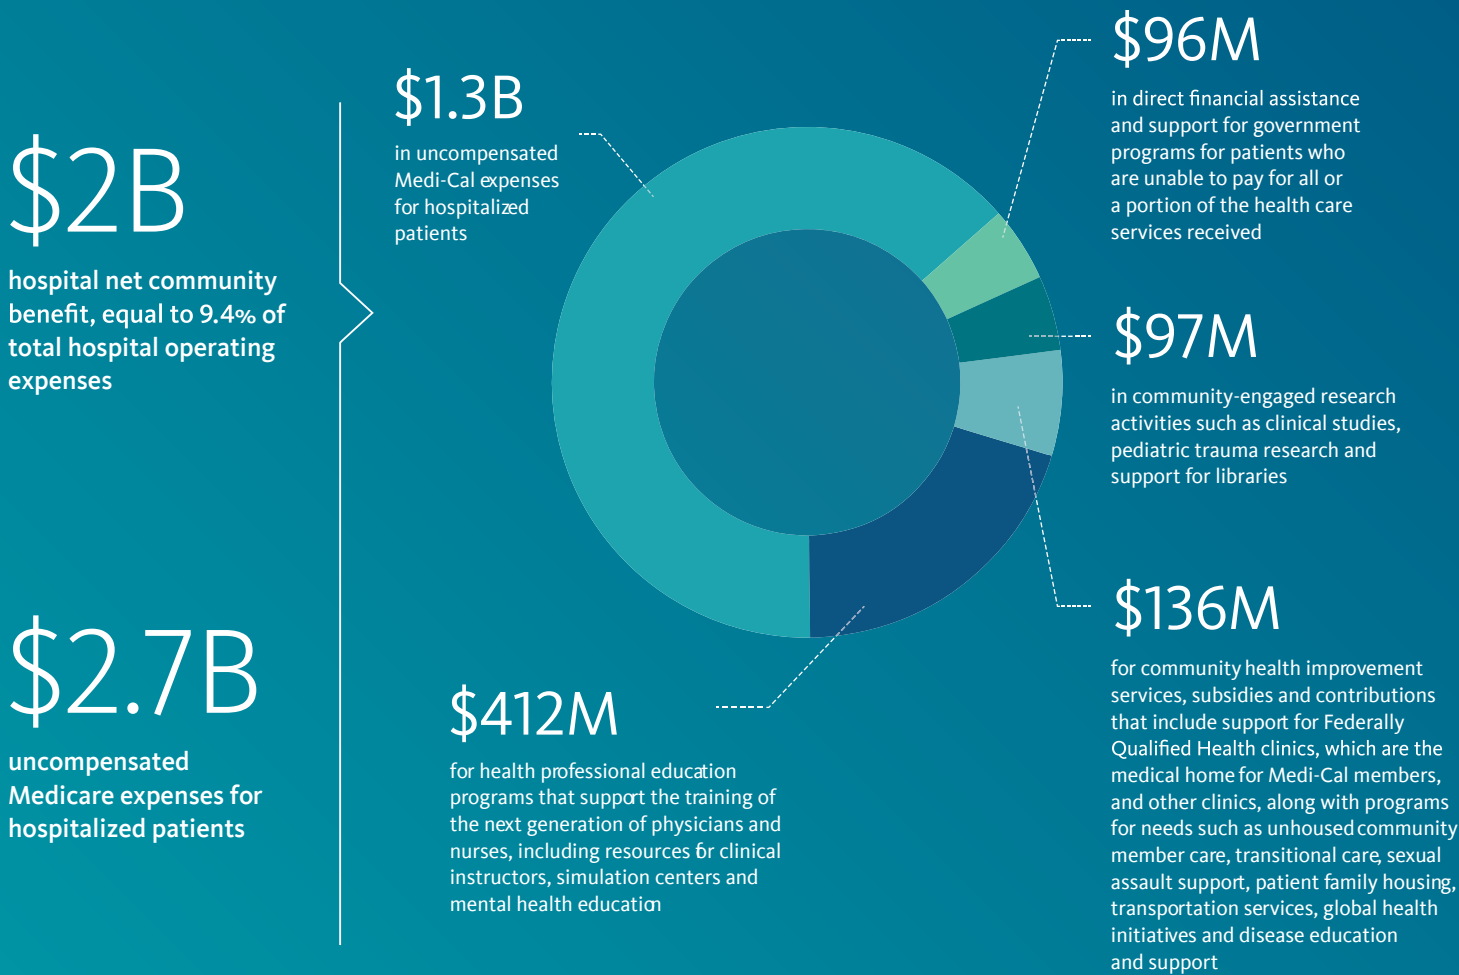 $2B
hospital net community
benefit, equal to 9.4% of
total hospital operating
expenses
$2.7B
uncompensated
Medicare expenses for
hospitalized patients
$1.3B
in uncompensated
Medi-Cal expenses
for hospitalized
patients
$96M
in direct financial assistance
and support for government
programs for patients who
are unable to pay for all or
a portion of the health care
services received
$97M
in community-engaged research
activities such as clinical studies,
pediatric trauma research and
support for libraries
$136M
for community health improvement
services, subsidies and contributions
that include support for Federally
Qualified Health clinics, which are the
medical home for Medi-Cal members,
and other clinics, along with programs
for needs such as unhoused community
member care, transitional care, sexual
assault support, patient family housing,
transportation services, global health
initiatives and disease education
and support
$412M
for health professional education
programs that support the training of
the next generation of physicians and
nurses, including resources for clinical
instructors, simulation centers and
mental health education